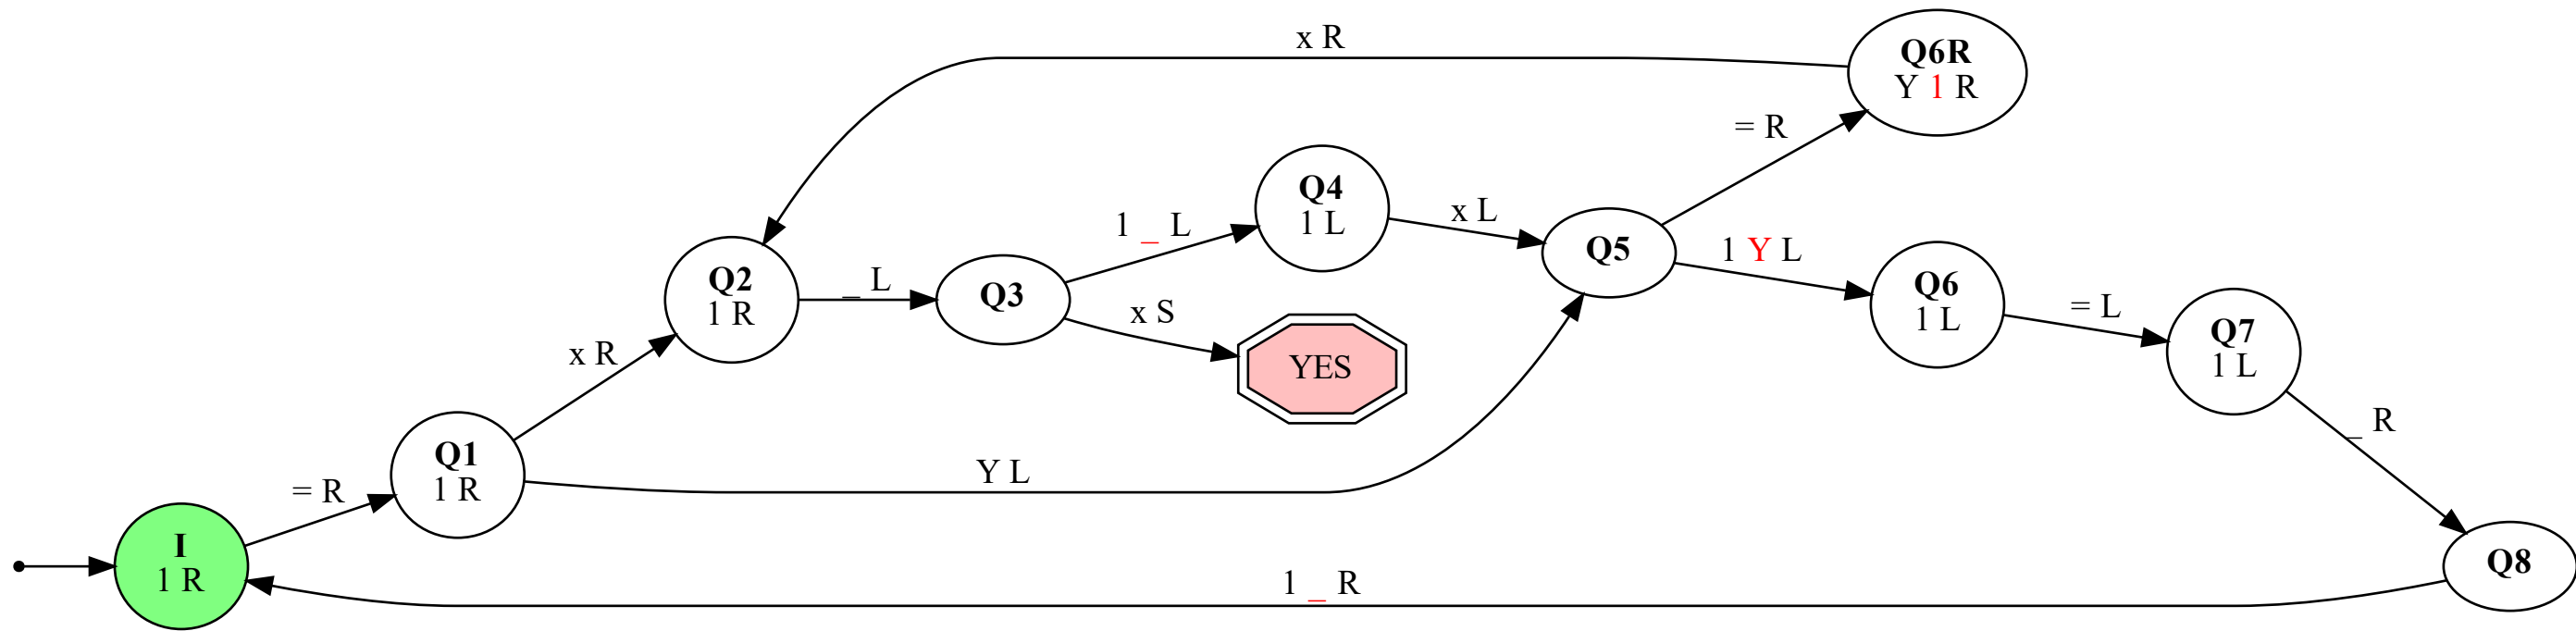 x R
Q6R
Y 1 R
= R
Q4
1 L
1 _ L
x L
Q5
1 Y L
Q2
1 R
_ L
Q3
x S
YES
Q6
1 L
= L
Q7
1 L
_ R
x R
Q1
1 R
Y L
= R
I
1 R
1 _ R
Q8